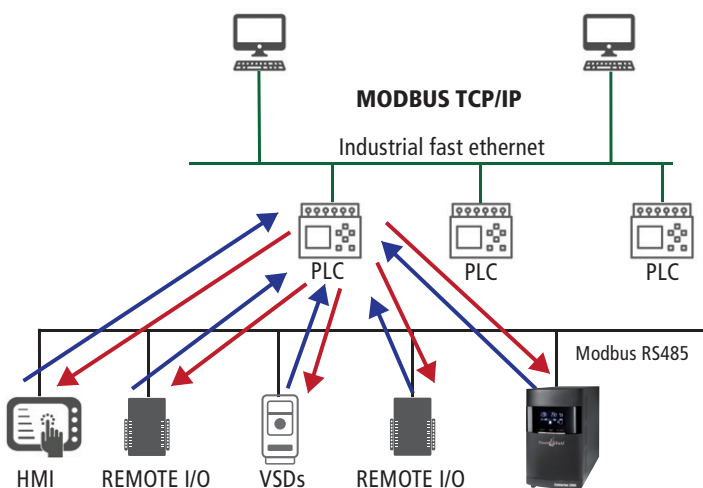 MODBUS TCP/IP
Industrial fast ethernet
PLC
PLC
PLC
Modbus RS485
HMI
REMOTE I/O
VSDs
REMOTE I/O